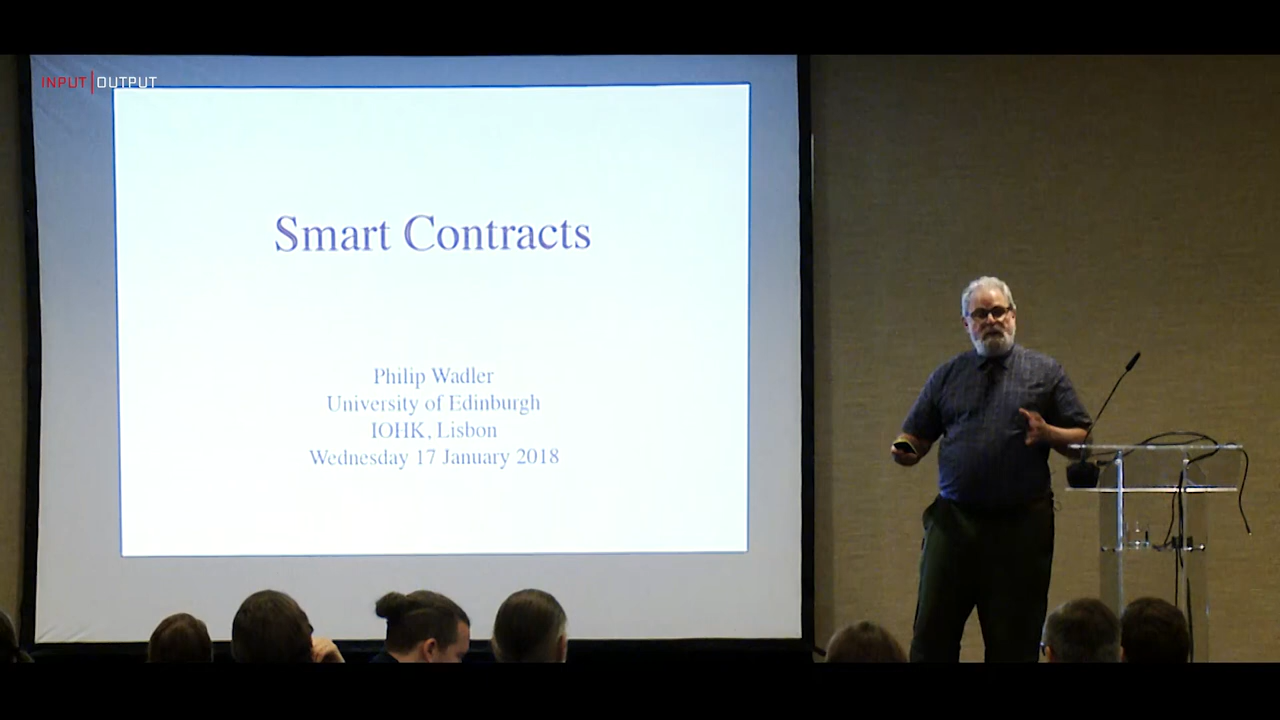 INPUT|OUTPUT
Smart Contracts
Philip Wadler
University of Edinburgh
IOHK, Lisbon
Wednesday 17 January 2018